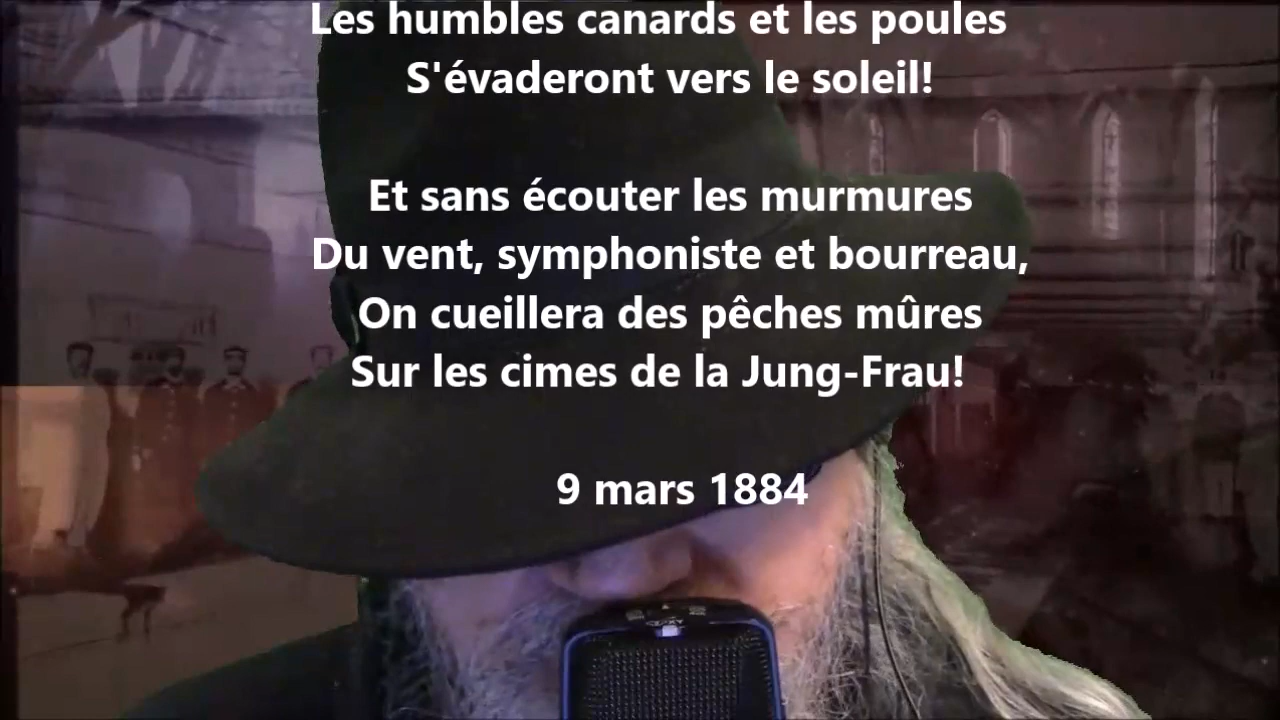 Les humbles canards et les poules
S'évaderont vers le soleil!
Et sans écouter les murmures
Du vent, symphoniste et bourreau,
On cueillera des pêches mûres
Sur les cimes de la Jung-Frau!
9 mars 1884